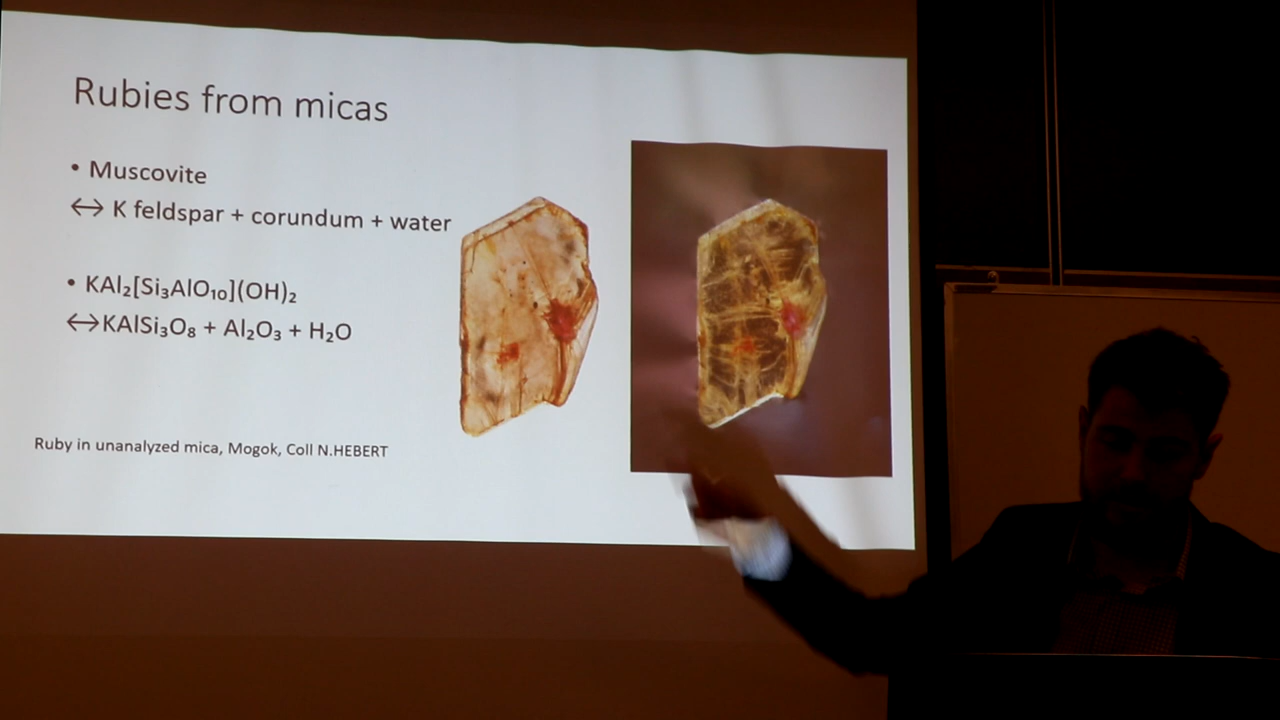 Rubies from micas
• Muscovite
↔ K feldspar + corundum + water
• KAl₂[Si₃AlO₁₀](OH)₂
↔KAlSi₃O₈ + Al₂O₃ + H₂O
Ruby in unanalyzed mica, Mogok, Coll N.HEBERT